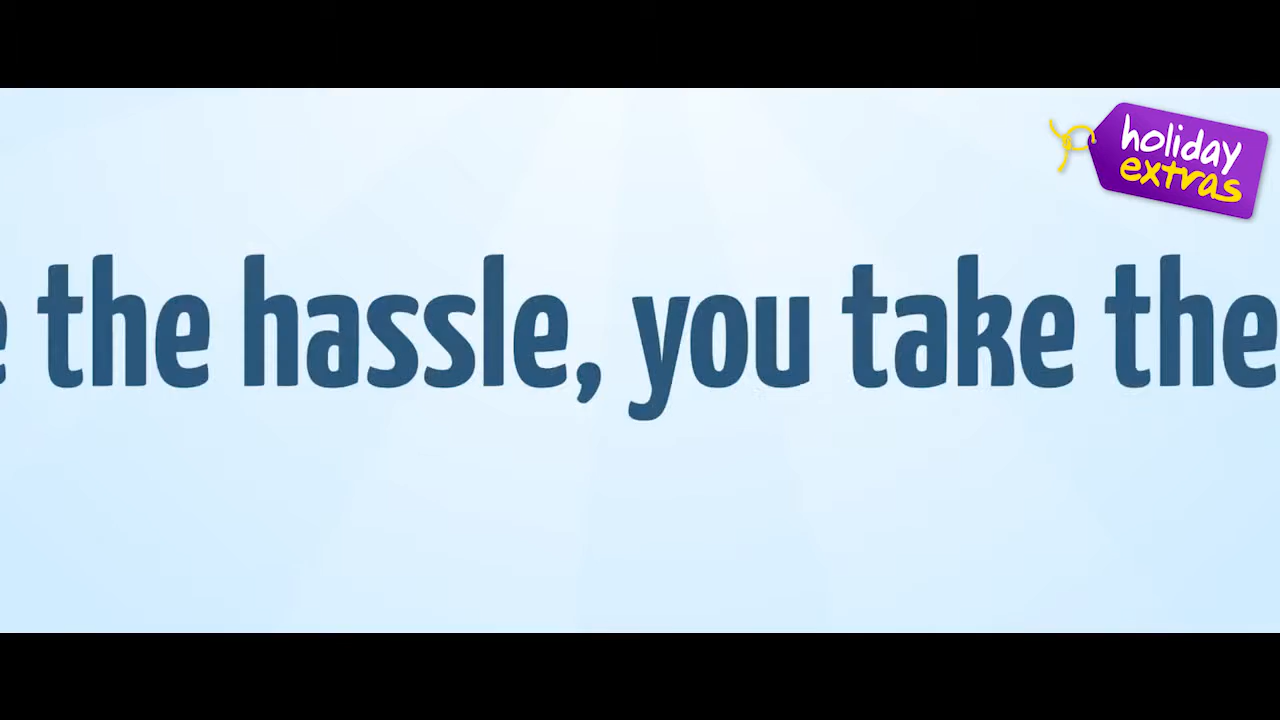 holiday
extras
e the hassle, you take the